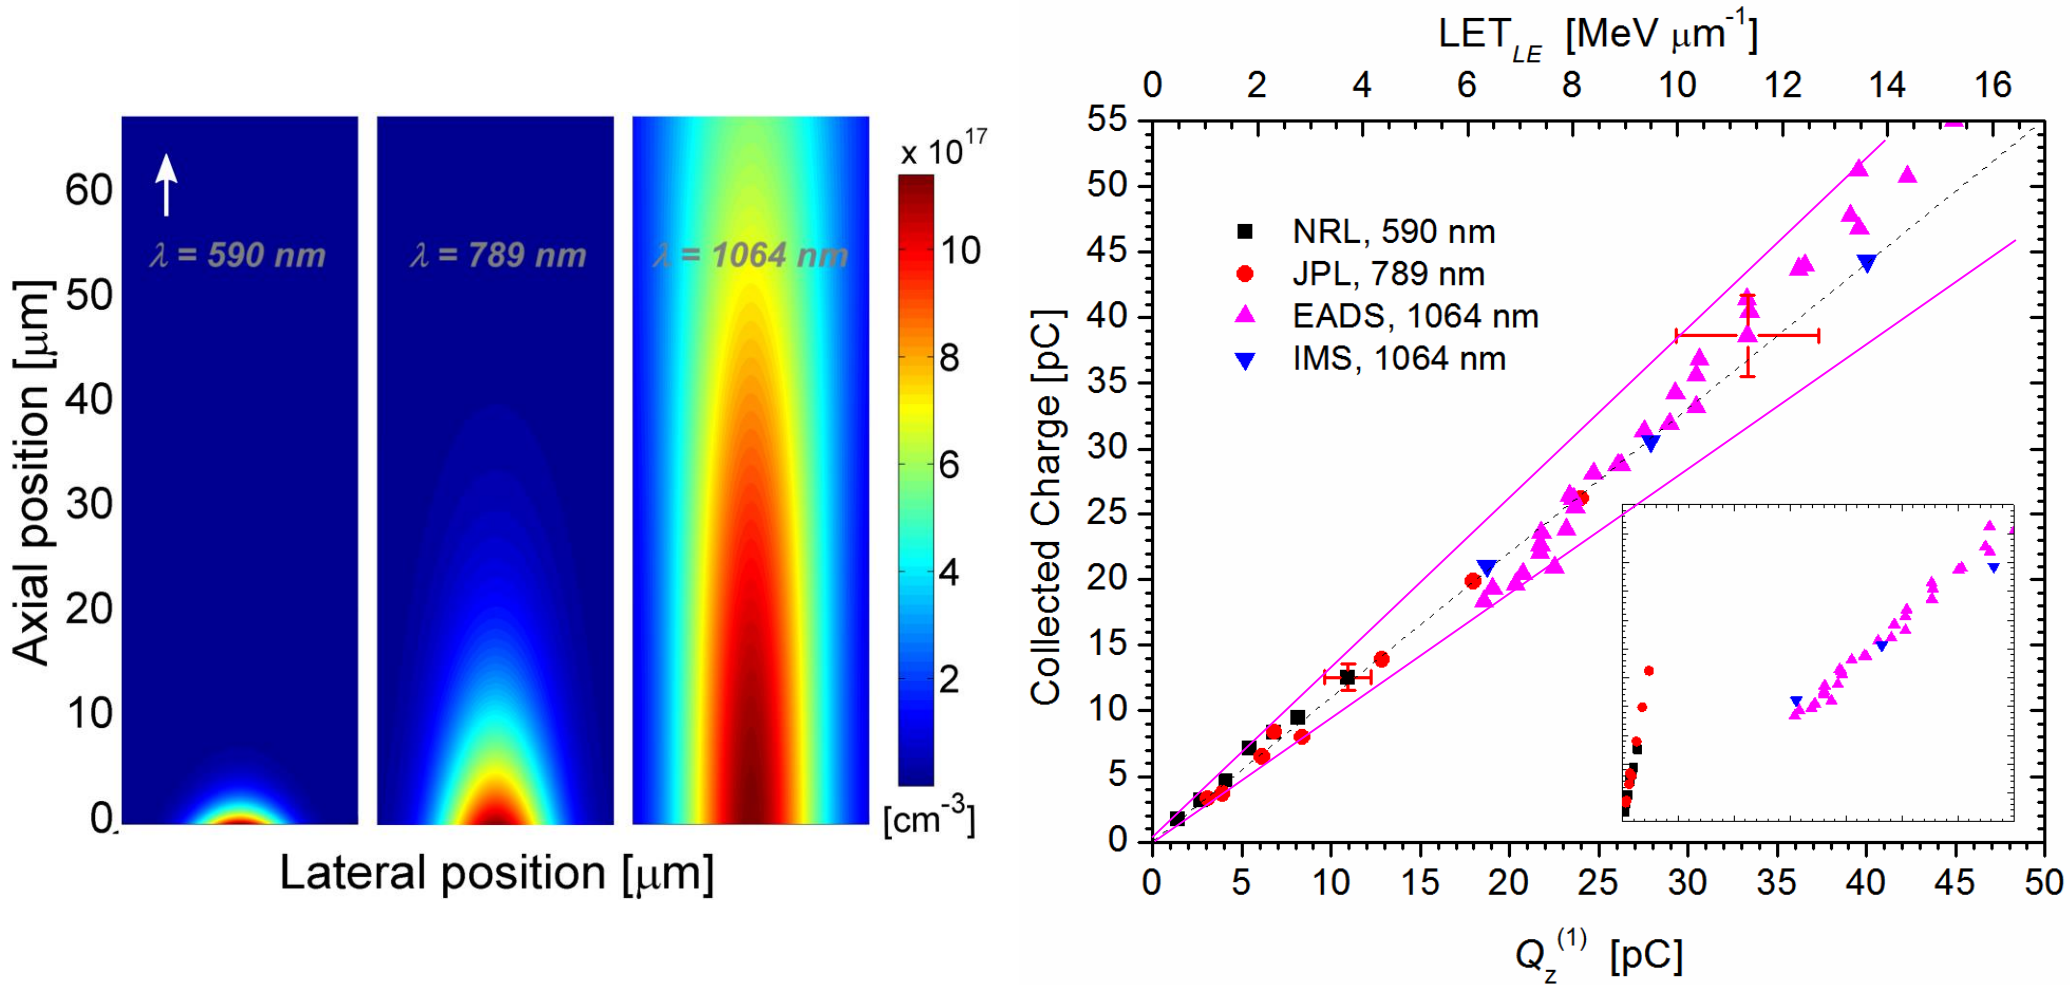 x 10^17
10
8
6
4
2
[cm^-3]
60
50
40
30
20
10
0
Axial position [μm]
λ = 590 nm
λ = 789 nm
λ = 1064 nm
Lateral position [μm]
LET_LE [MeV μm^-1]
0 2 4 6 8 10 12 14 16
55
50
45
40
35
30
25
20
15
10
5
0
Collected Charge [pC]
NRL, 590 nm
JPL, 789 nm
EADS, 1064 nm
IMS, 1064 nm
0 5 10 15 20 25 30 35 40 45 50
Q_z^(1) [pC]